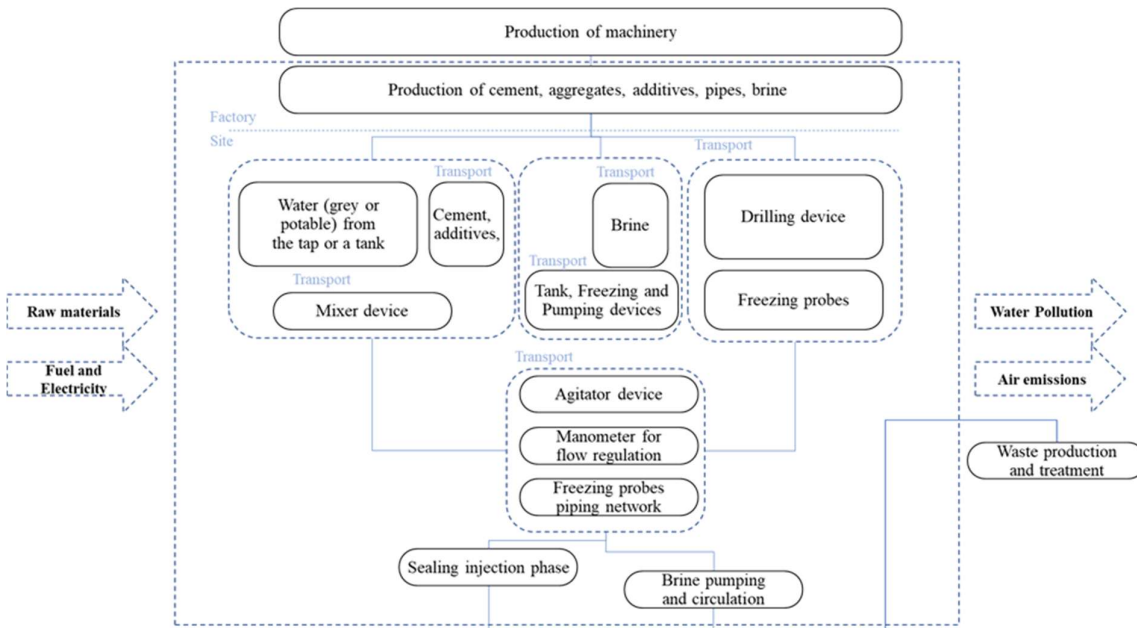 Production of machinery
Production of cement, aggregates, additives, pipes, brine
Factory
Site
Transport
Transport
Transport
Water (grey or
potable) from
the tap or a tank
Cement,
additives,
Brine
Drilling device
Transport
Transport
Mixer device
Tank, Freezing and
Pumping devices
Freezing probes
Raw materials
Fuel and
Electricity
Water Pollution
Air emissions
Transport
Agitator device
Manometer for
flow regulation
Freezing probes
piping network
Waste production
and treatment
Sealing injection phase
Brine pumping
and circulation